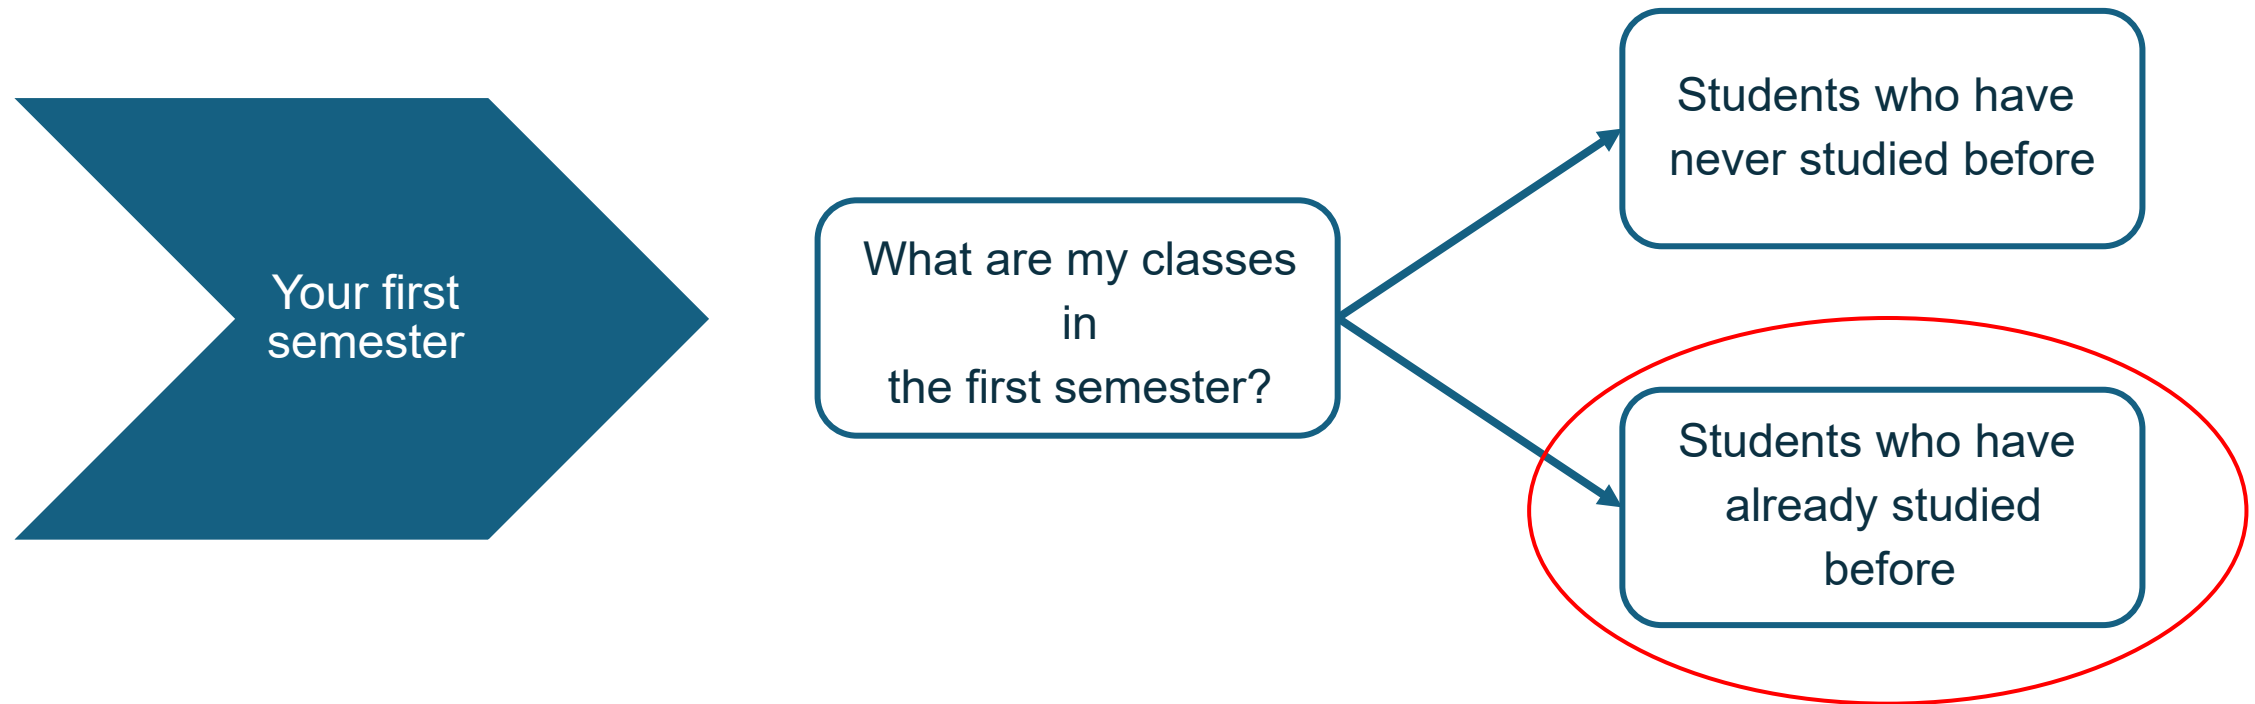 Your first
semester
What are my classes
in
the first semester?
Students who have
never studied before
Students who have
already studied
before